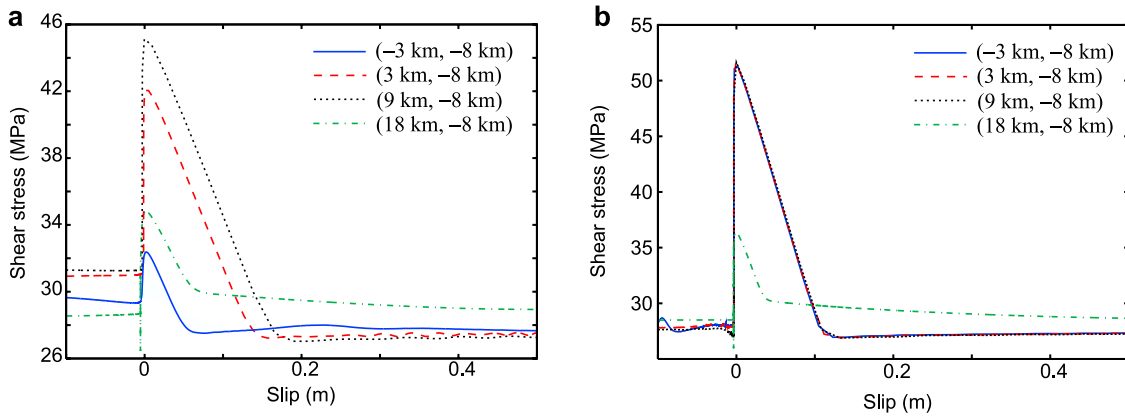 a
46
42
38
34
30
26
Shear stress (MPa)
0
0.2
0.4
Slip (m)
(−3 km, −8 km)
(3 km, −8 km)
(9 km, −8 km)
(18 km, −8 km)
b
55
50
45
40
35
30
Shear stress (MPa)
0
0.2
0.4
Slip (m)
(−3 km, −8 km)
(3 km, −8 km)
(9 km, −8 km)
(18 km, −8 km)